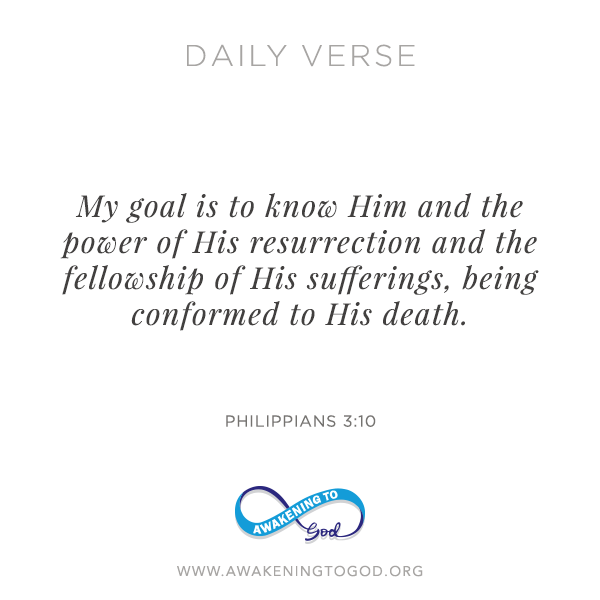 DAILY VERSE
My goal is to know Him and the
power of His resurrection and the
fellowship of His sufferings, being
conformed to His death.
PHILIPPIANS 3:10
AWAKENING TO
God
WWW.AWAKENINGTOGOD.ORG